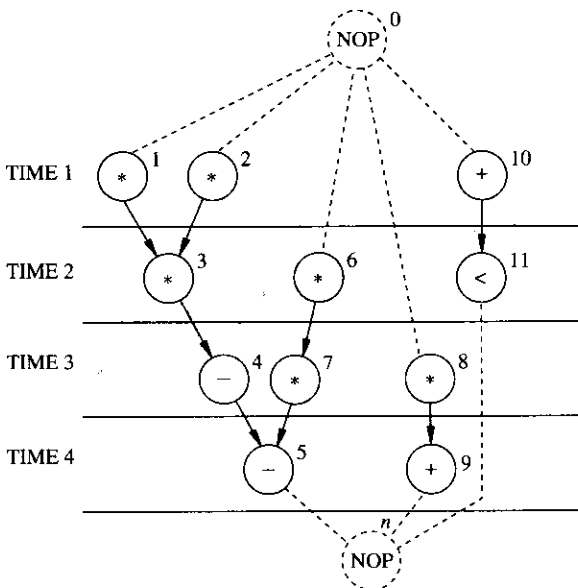 0
NOP
TIME 1
* 1
* 2
+ 10
TIME 2
* 3
* 6
< 11
TIME 3
− 4
* 7
* 8
TIME 4
− 5
+ 9
n
NOP